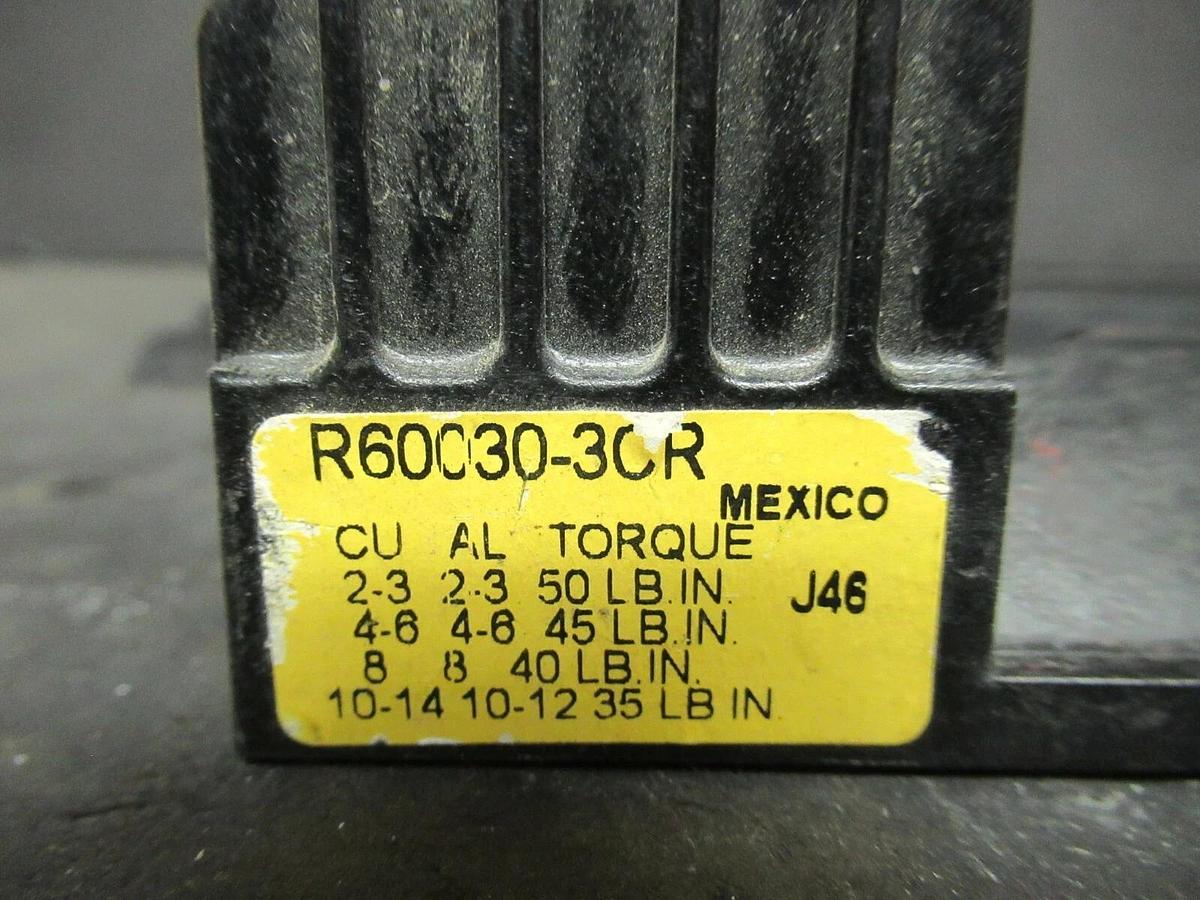 R60030-3CR
MEXICO
CU AL TORQUE
2-3 2-3 50 LB.IN.
J46
4-6 4-6 45 LB.IN.
8 8 40 LB.IN.
10-14 10-12 35 LB IN